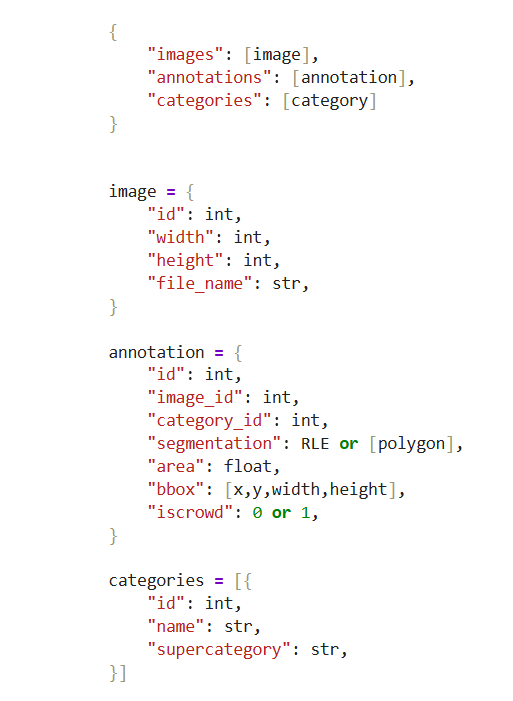 {
    "images": [image],
    "annotations": [annotation],
    "categories": [category]
}
image = {
    "id": int,
    "width": int,
    "height": int,
    "file_name": str,
}
annotation = {
    "id": int,
    "image_id": int,
    "category_id": int,
    "segmentation": RLE or [polygon],
    "area": float,
    "bbox": [x,y,width,height],
    "iscrowd": 0 or 1,
}
categories = [{
    "id": int,
    "name": str,
    "supercategory": str,
}]